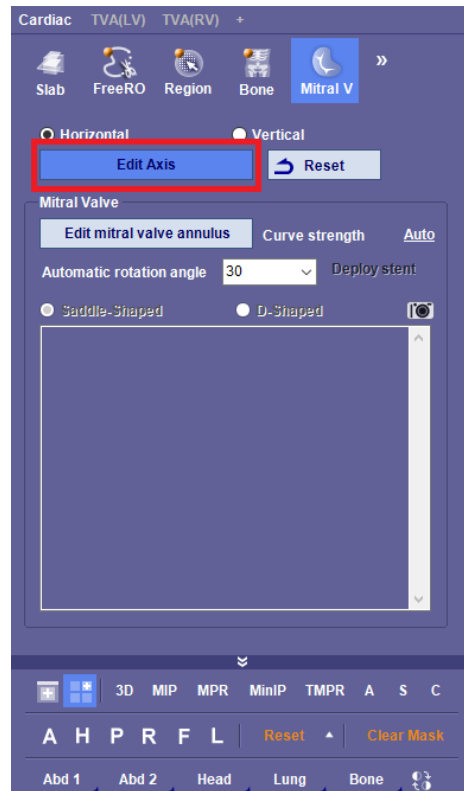 Cardiac TVA(LV) TVA(RV) +
Slab FreeRO Region Bone Mitral V »
Horizontal Vertical
Edit Axis Reset
Mitral Valve
Edit mitral valve annulus Curve strength Auto
Automatic rotation angle 30 Deploy stent
Saddle-Shaped D-Shaped
3D MIP MPR MinIP TMPR A S C
A H P R F L Reset Clear Mask
Abd 1 Abd 2 Head Lung Bone